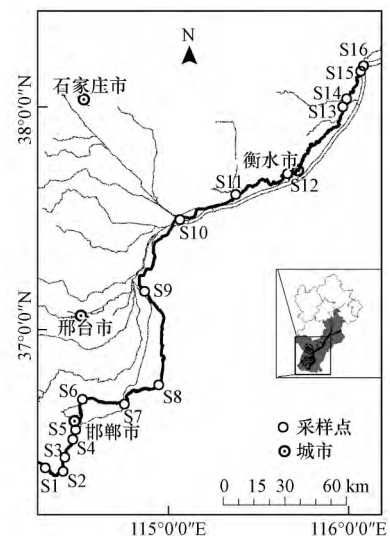 N
S16
S15
石家庄市
S14
38°0′0″N
S13
衡水市
S11
S12
S10
S9
37°0′0″N
邢台市
S8
S6
S7
采样点
S5
邯郸市
城市
S3
S4
S1
S2
0 15 30 60 km
115°0′0″E
116°0′0″E